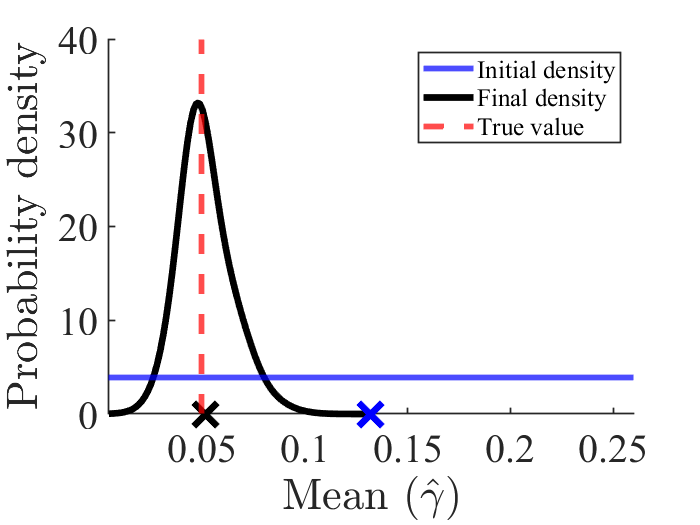 40
30
20
10
0
Probability density
Initial density
Final density
True value
0.05 0.1 0.15 0.2 0.25
Mean (γ̂)